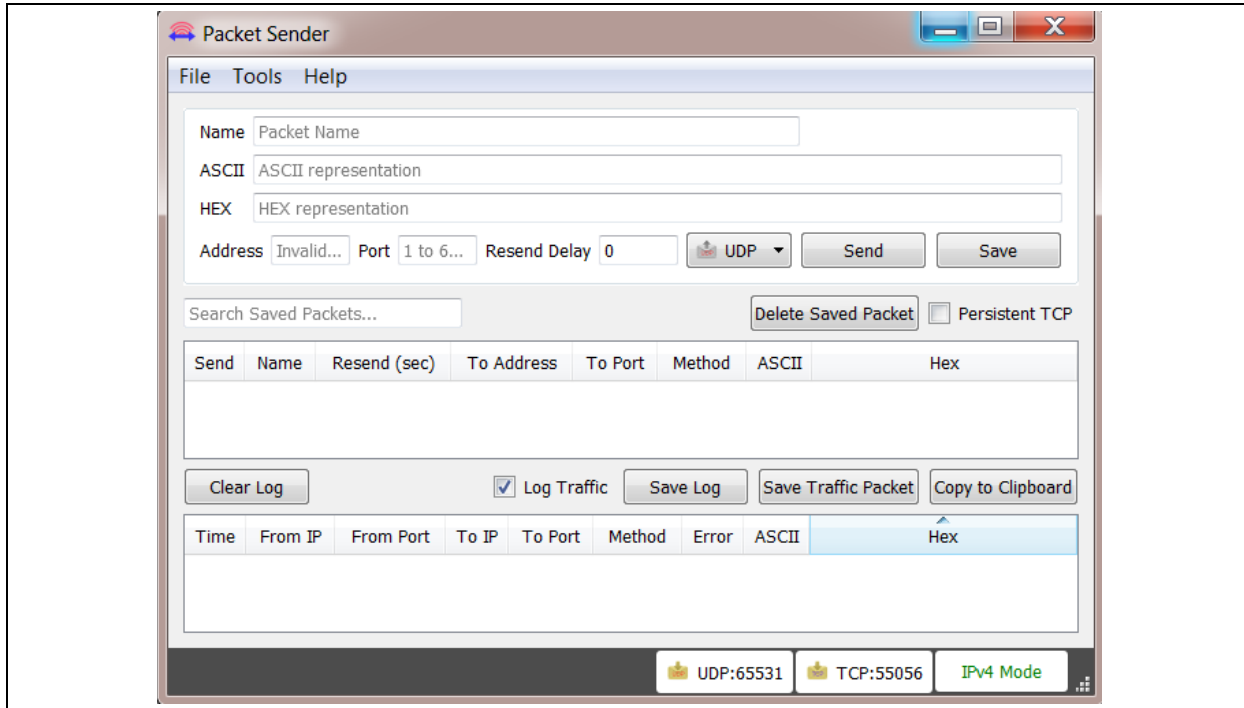 Packet Sender
File Tools Help
Name Packet Name
ASCII ASCII representation
HEX HEX representation
Address Invalid... Port 1 to 6... Resend Delay 0 UDP Send Save
Search Saved Packets... Delete Saved Packet Persistent TCP
Send Name Resend (sec) To Address To Port Method ASCII Hex
Clear Log Log Traffic Save Log Save Traffic Packet Copy to Clipboard
Time From IP From Port To IP To Port Method Error ASCII Hex
UDP:65531 TCP:55056 IPv4 Mode